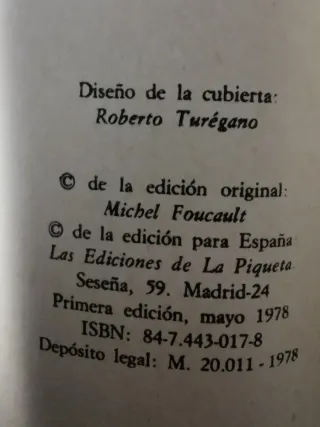 Diseño de la cubierta:
Roberto Turégano
© de la edición original:
Michel Foucault
© de la edición para España
Las Ediciones de La Piqueta
Seseña, 59. Madrid-24
Primera edición, mayo 1978
ISBN: 84-7.443-017-8
Depósito legal: M. 20.011-1978